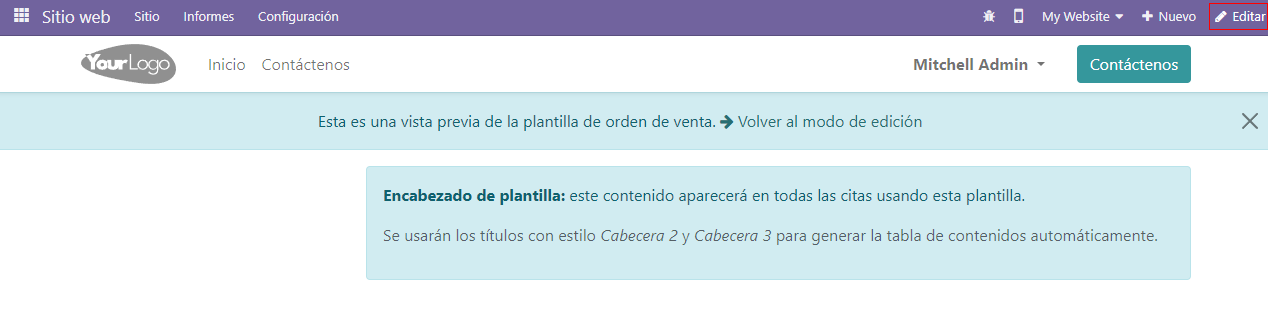 Sitio web Sitio Informes Configuración My Website Nuevo Editar
YourLogo Inicio Contáctenos Mitchell Admin Contáctenos
Esta es una vista previa de la plantilla de orden de venta. Volver al modo de edición
Encabezado de plantilla: este contenido aparecerá en todas las citas usando esta plantilla.
Se usarán los títulos con estilo Cabecera 2 y Cabecera 3 para generar la tabla de contenidos automáticamente.